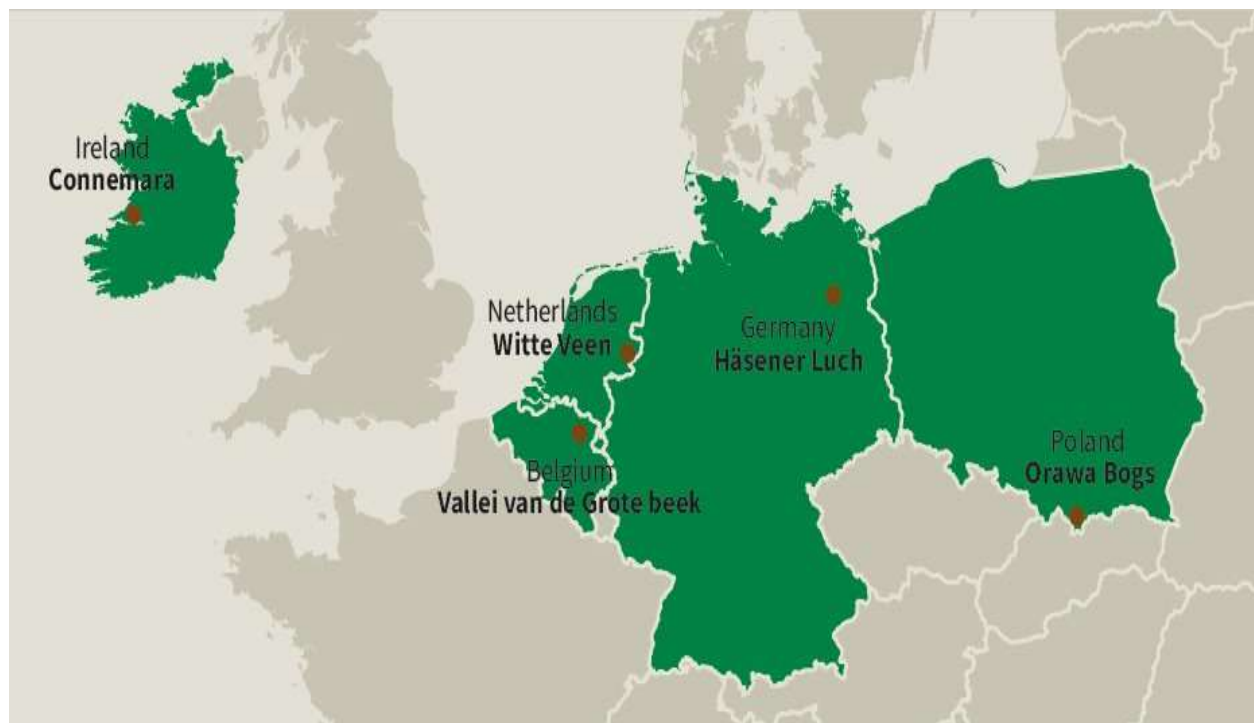 Ireland
Connemara
Netherlands
Witte Veen
Germany
Häsener Luch
Belgium
Vallei van de Grote beek
Poland
Orawa Bogs